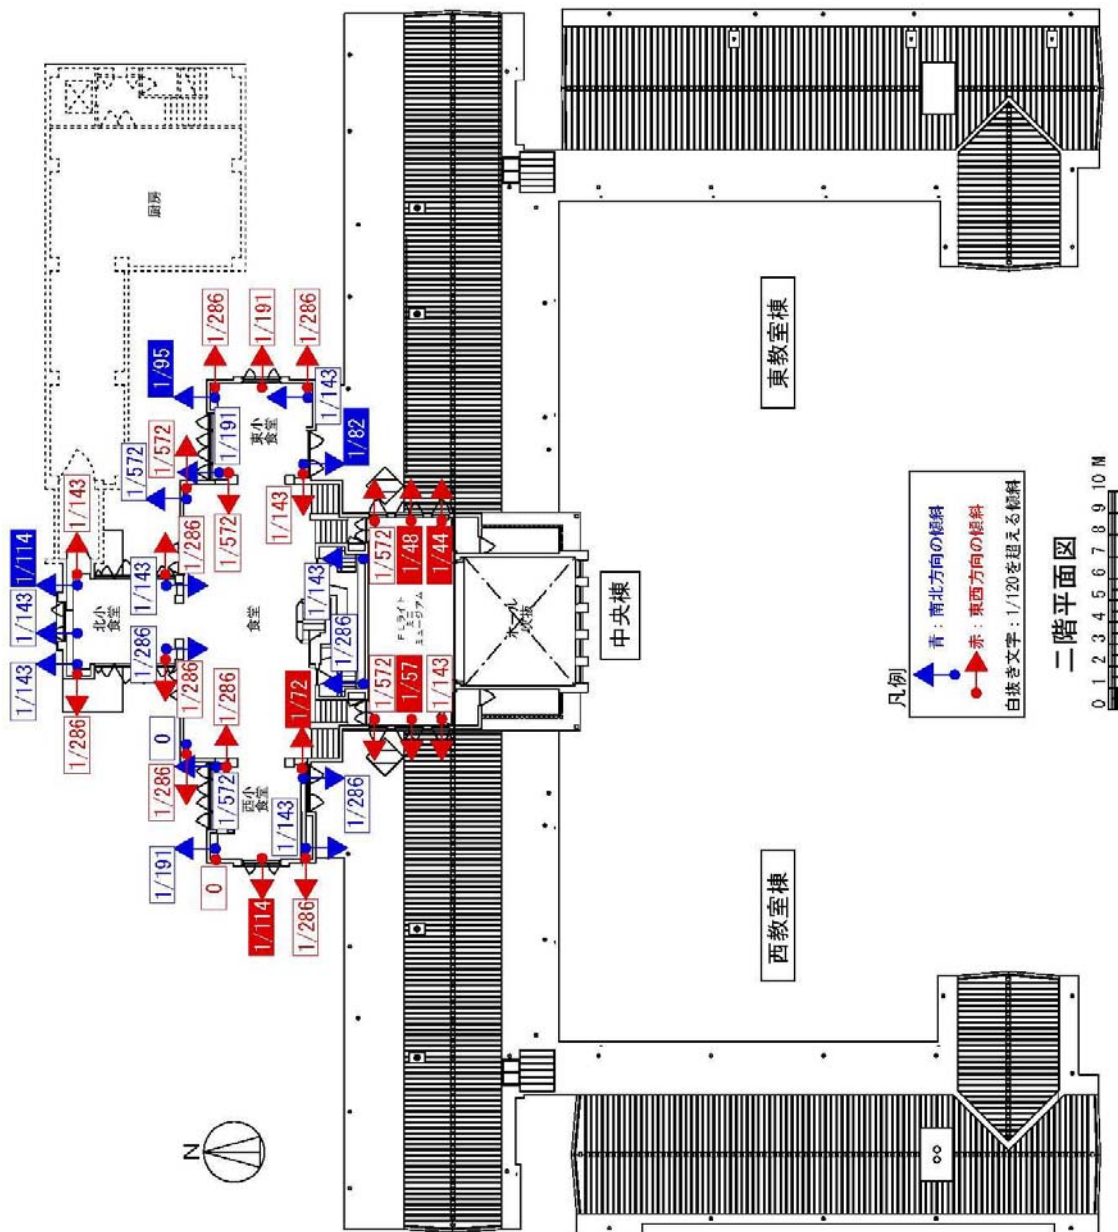 厨房
1/95
1/286
1/191
1/286
1/143
1/191
東小
食堂
1/82
1/572
1/572
1/143
1/114
1/143
1/143
1/286
1/572
1/143
北小
食堂
1/143
1/286
1/143
1/286
1/286
食堂
1/143
1/286
1/572
1/48
1/44
FLライト
ミニ
ミュージアム
ホール
吹抜
1/572
1/57
1/143
0
1/286
1/286
1/72
1/572
西小
食堂
1/143
1/286
1/191
0
1/114
1/286
中央棟
東教室棟
西教室棟
N
凡例
青：南北方向の傾斜
赤：東西方向の傾斜
白抜き文字：1/120を超える傾斜
二階平面図
0 1 2 3 4 5 6 7 8 9 10 M